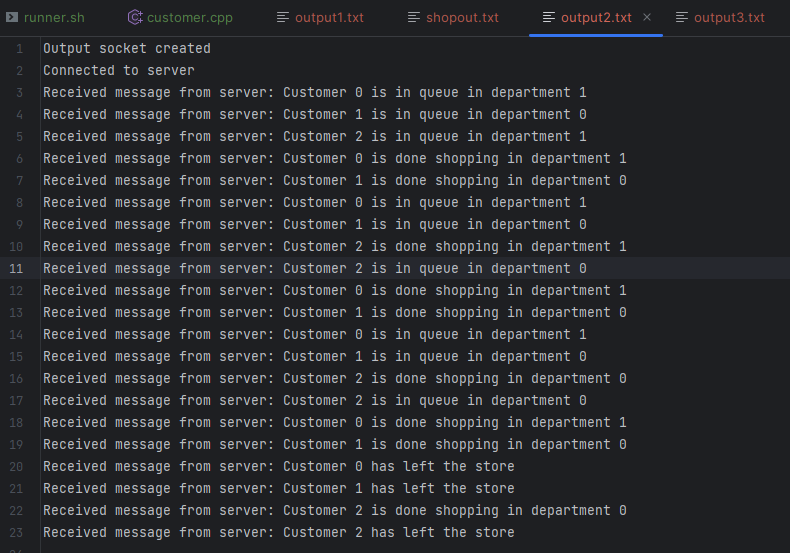 runner.sh customer.cpp output1.txt shopout.txt output2.txt output3.txt
1 Output socket created
2 Connected to server
3 Received message from server: Customer 0 is in queue in department 1
4 Received message from server: Customer 1 is in queue in department 0
5 Received message from server: Customer 2 is in queue in department 1
6 Received message from server: Customer 0 is done shopping in department 1
7 Received message from server: Customer 1 is done shopping in department 0
8 Received message from server: Customer 0 is in queue in department 1
9 Received message from server: Customer 1 is in queue in department 0
10 Received message from server: Customer 2 is done shopping in department 1
11 Received message from server: Customer 2 is in queue in department 0
12 Received message from server: Customer 0 is done shopping in department 1
13 Received message from server: Customer 1 is done shopping in department 0
14 Received message from server: Customer 0 is in queue in department 1
15 Received message from server: Customer 1 is in queue in department 0
16 Received message from server: Customer 2 is done shopping in department 0
17 Received message from server: Customer 2 is in queue in department 0
18 Received message from server: Customer 0 is done shopping in department 1
19 Received message from server: Customer 1 is done shopping in department 0
20 Received message from server: Customer 0 has left the store
21 Received message from server: Customer 1 has left the store
22 Received message from server: Customer 2 is done shopping in department 0
23 Received message from server: Customer 2 has left the store